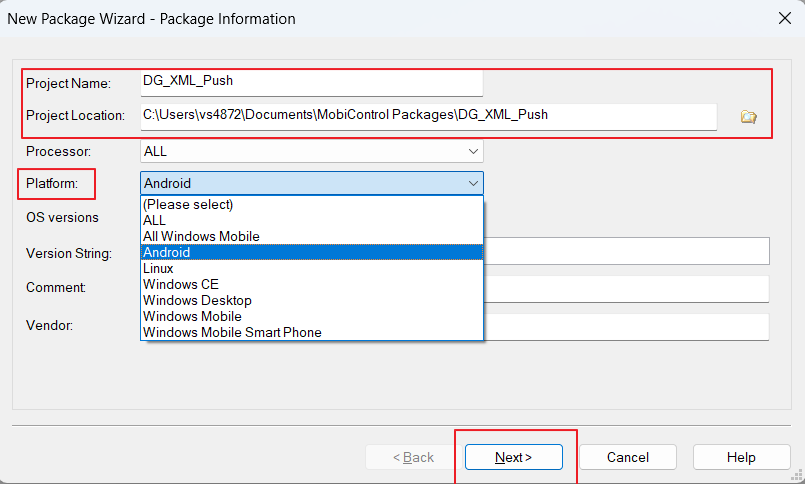 New Package Wizard - Package Information
Project Name: DG_XML_Push
Project Location: C:\Users\vs4872\Documents\MobiControl Packages\DG_XML_Push
Processor: ALL
Platform: Android
(Please select)
OS versions
ALL
All Windows Mobile
Version String:
Android
Linux
Comment:
Windows CE
Windows Desktop
Windows Mobile
Vendor:
Windows Mobile Smart Phone
< Back Next > Cancel Help